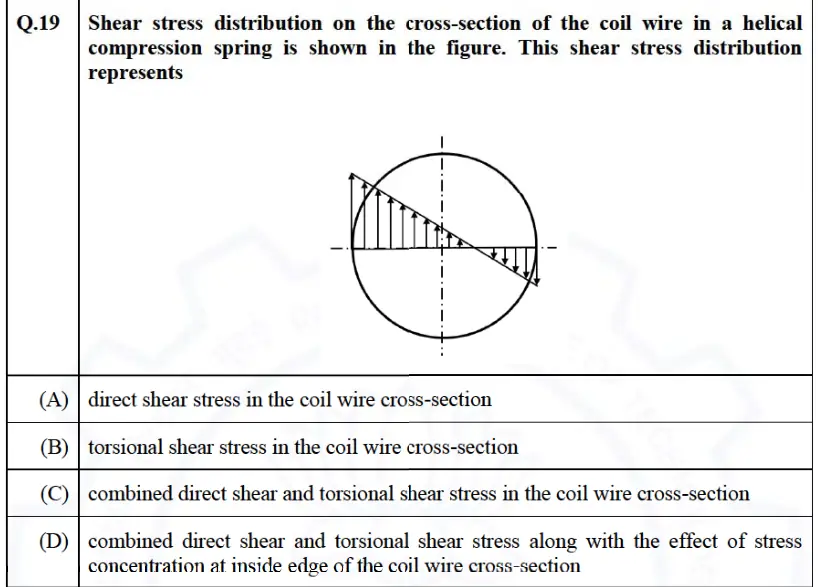 Q.19 Shear stress distribution on the cross-section of the coil wire in a helical
compression spring is shown in the figure. This shear stress distribution
represents
(A) direct shear stress in the coil wire cross-section
(B) torsional shear stress in the coil wire cross-section
(C) combined direct shear and torsional shear stress in the coil wire cross-section
(D) combined direct shear and torsional shear stress along with the effect of stress
concentration at inside edge of the coil wire cross-section